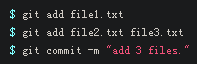 $ git add file1.txt
$ git add file2.txt file3.txt
$ git commit -m "add 3 files."